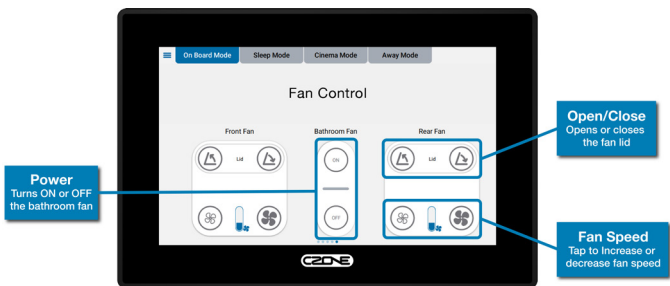 On Board Mode
Sleep Mode
Cinema Mode
Away Mode
Fan Control
Front Fan
Bathroom Fan
Rear Fan
Lid
ON
Lid
OFF
CZONE
Power
Turns ON or OFF
the bathroom fan
Open/Close
Opens or closes
the fan lid
Fan Speed
Tap to Increase or
decrease fan speed